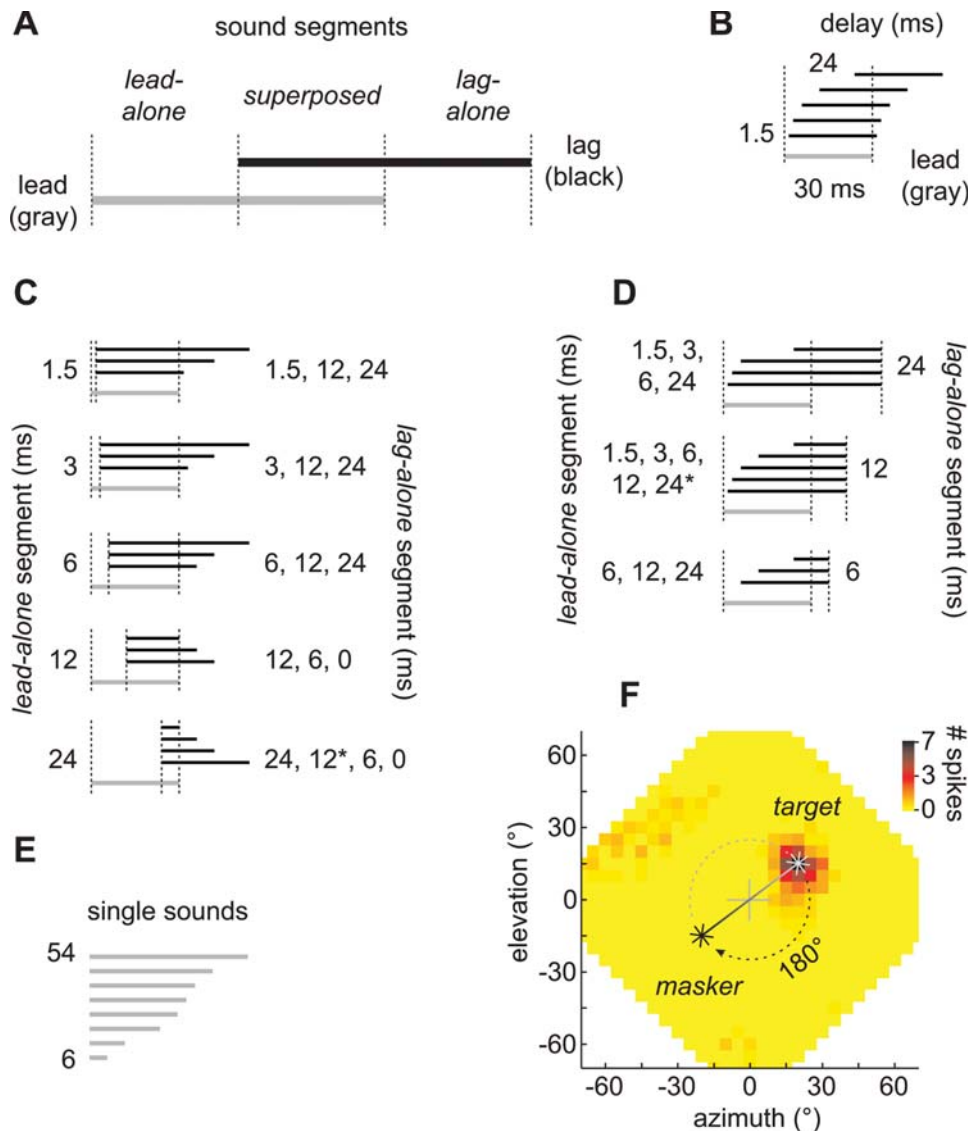 A
sound segments
lead-
alone
superposed
lag-
alone
lead
(gray)
lag
(black)
B
delay (ms)
24
1.5
30 ms
lead
(gray)
C
lead-alone segment (ms)
1.5
1.5, 12, 24
3
3, 12, 24
6
6, 12, 24
12
12, 6, 0
24
24, 12*, 6, 0
lag-alone segment (ms)
D
lead-alone segment (ms)
1.5, 3,
6, 24
24
1.5, 3, 6,
12, 24*
12
6, 12, 24
6
lag-alone segment (ms)
E
single sounds
54
6
F
# spikes
7
3
0
target
masker
180°
elevation (°)
60
30
0
-30
-60
-60 -30 0 30 60
azimuth (°)